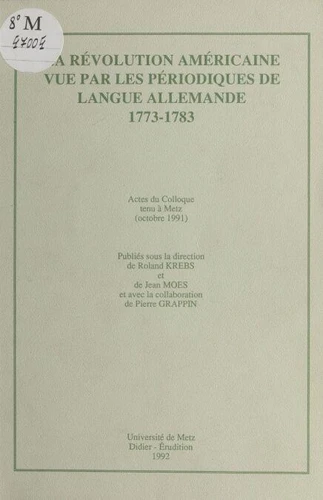 8° M
47004
A RÉVOLUTION AMÉRICAINE
VUE PAR LES PÉRIODIQUES DE
LANGUE ALLEMANDE
1773-1783
Actes du Colloque
tenu à Metz
(octobre 1991)
Publiés sous la direction
de Roland KREBS
et
de Jean MOES
et avec la collaboration
de Pierre GRAPPIN
Université de Metz
Didier - Érudition
1992